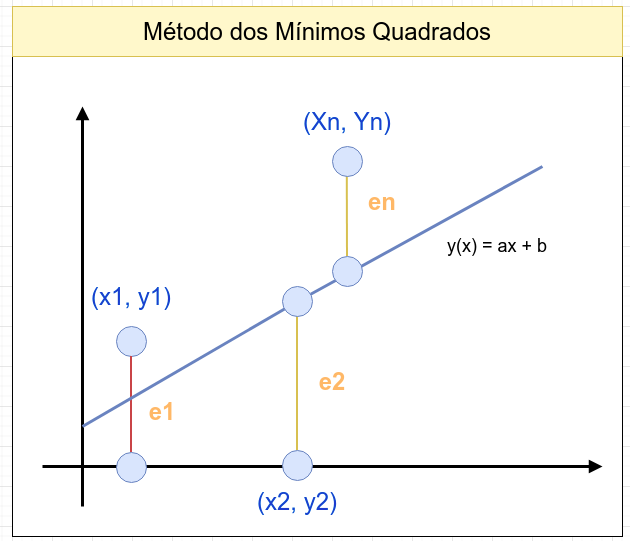 Método dos Mínimos Quadrados
(Xn, Yn)
en
y(x) = ax + b
(x1, y1)
e2
e1
(x2, y2)